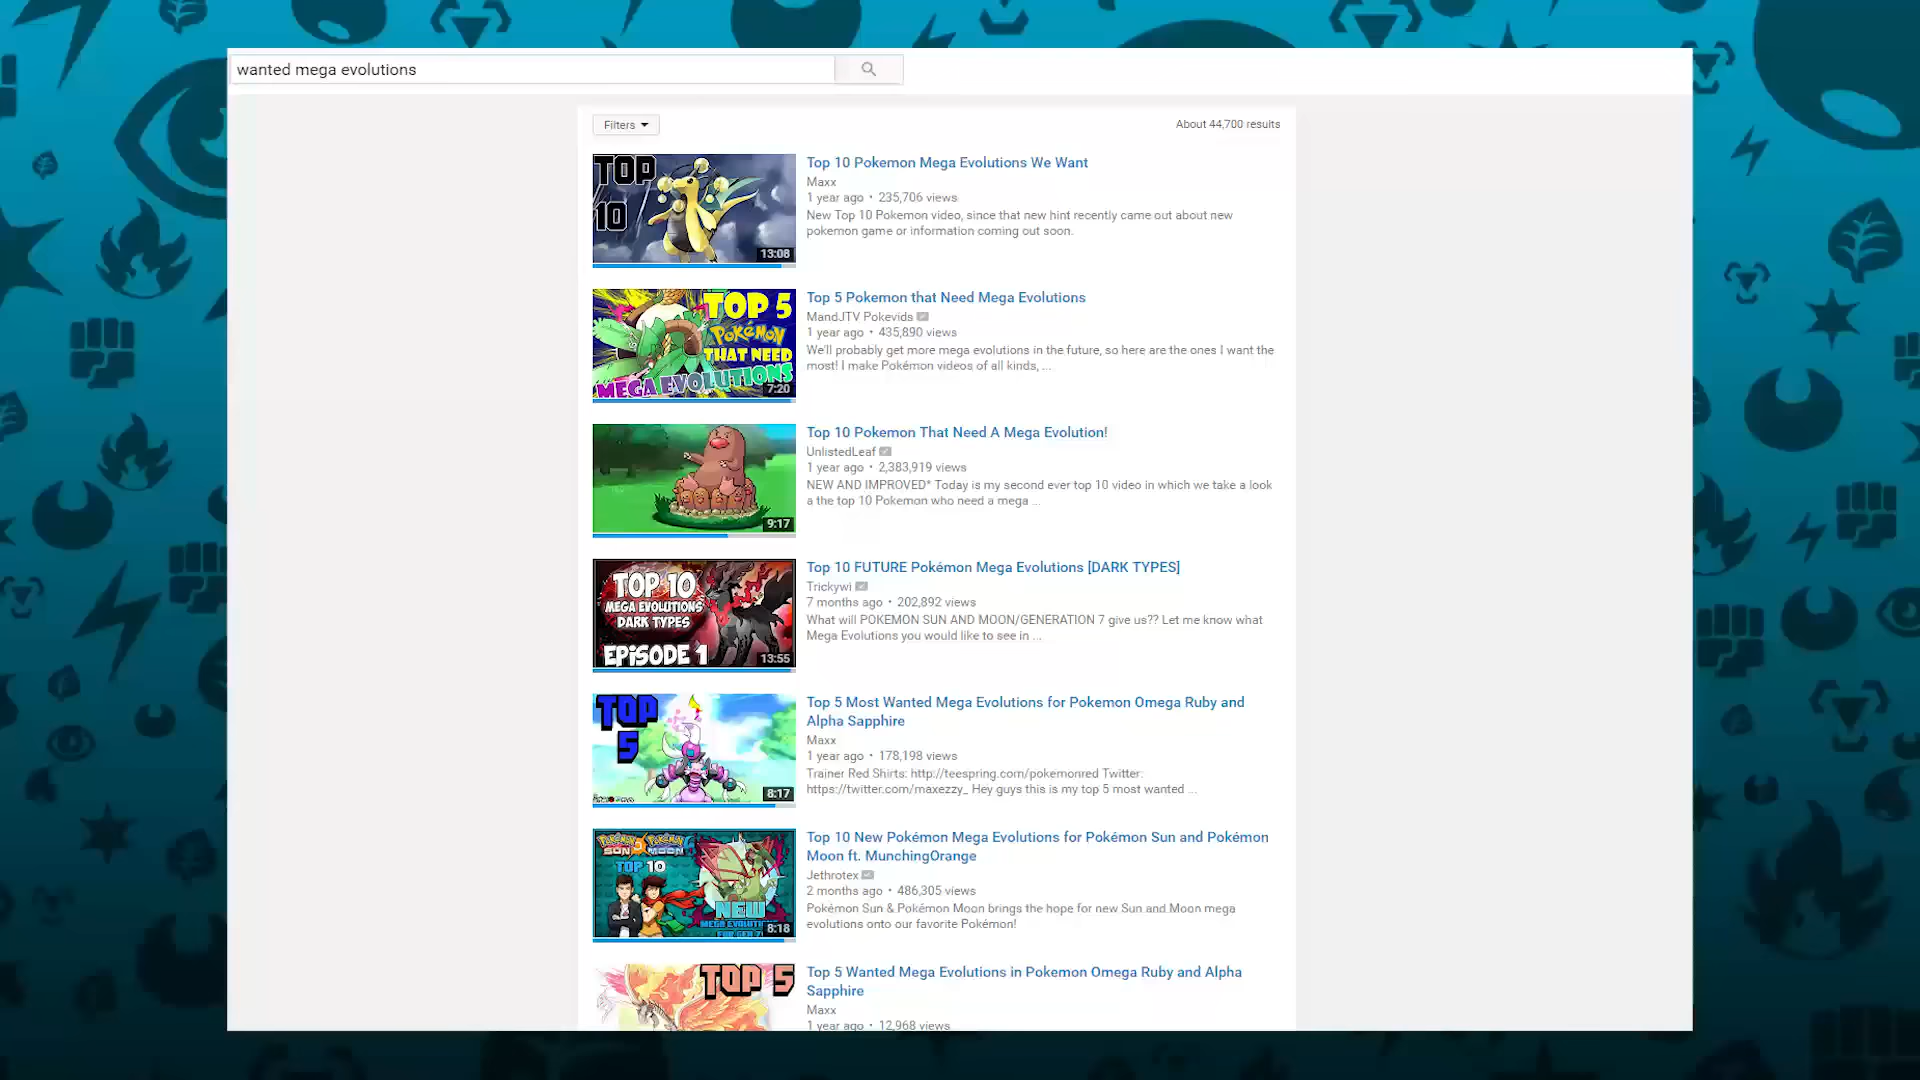 wanted mega evolutions
Filters
About 44,700 results
TOP
10
13:08
Top 10 Pokemon Mega Evolutions We Want
Maxx
1 year ago • 235,706 views
New Top 10 Pokemon video, since that new hint recently came out about new
pokemon game or information coming out soon.
TOP 5
POKéMON
THAT NEED
MEGA EVOLUTIONS
7:20
Top 5 Pokemon that Need Mega Evolutions
MandJTV Pokevids
1 year ago • 435,890 views
We'll probably get more mega evolutions in the future, so here are the ones I want the
most! I make Pokémon videos of all kinds, ...
9:17
Top 10 Pokemon That Need A Mega Evolution!
UnlistedLeaf
1 year ago • 2,383,919 views
NEW AND IMPROVED* Today is my second ever top 10 video in which we take a look
a the top 10 Pokemon who need a mega ...
TOP 10
MEGA EVOLUTIONS
DARK TYPES
EPISODE 1
13:55
Top 10 FUTURE Pokémon Mega Evolutions [DARK TYPES]
Trickywi
7 months ago • 202,892 views
What will POKEMON SUN AND MOON/GENERATION 7 give us?? Let me know what
Mega Evolutions you would like to see in ...
TOP
5
8:17
Top 5 Most Wanted Mega Evolutions for Pokemon Omega Ruby and
Alpha Sapphire
Maxx
1 year ago • 178,198 views
Trainer Red Shirts: http://teespring.com/pokemonred Twitter:
https://twitter.com/maxezzy_ Hey guys this is my top 5 most wanted ...
POKéMON POKéMON
SUN MOON
TOP 10
NEW
MEGA EVOLUTIONS
FOR GEN 7!
8:18
Top 10 New Pokémon Mega Evolutions for Pokémon Sun and Pokémon
Moon ft. MunchingOrange
Jethrotex
2 months ago • 486,305 views
Pokémon Sun & Pokémon Moon brings the hope for new Sun and Moon mega
evolutions onto our favorite Pokémon!
TOP 5
Top 5 Wanted Mega Evolutions in Pokemon Omega Ruby and Alpha
Sapphire
Maxx
1 year ago • 12,968 views